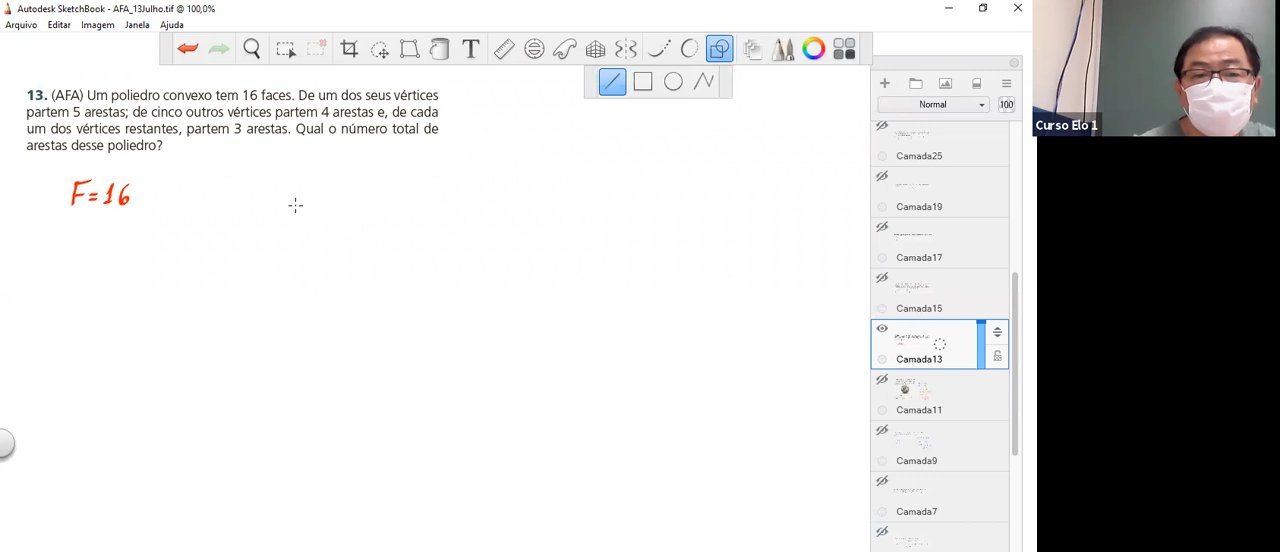 Autodesk SketchBook - AFA_13Julho.tif @ 100,0%
Arquivo Editar Imagem Janela Ajuda
13. (AFA) Um poliedro convexo tem 16 faces. De um dos seus vértices
partem 5 arestas; de cinco outros vértices partem 4 arestas e, de cada
um dos vértices restantes, partem 3 arestas. Qual o número total de
arestas desse poliedro?
F=16
Normal 100
Camada25
Camada19
Camada17
Camada15
Camada13
Camada11
Camada9
Camada7
Curso Elo 1